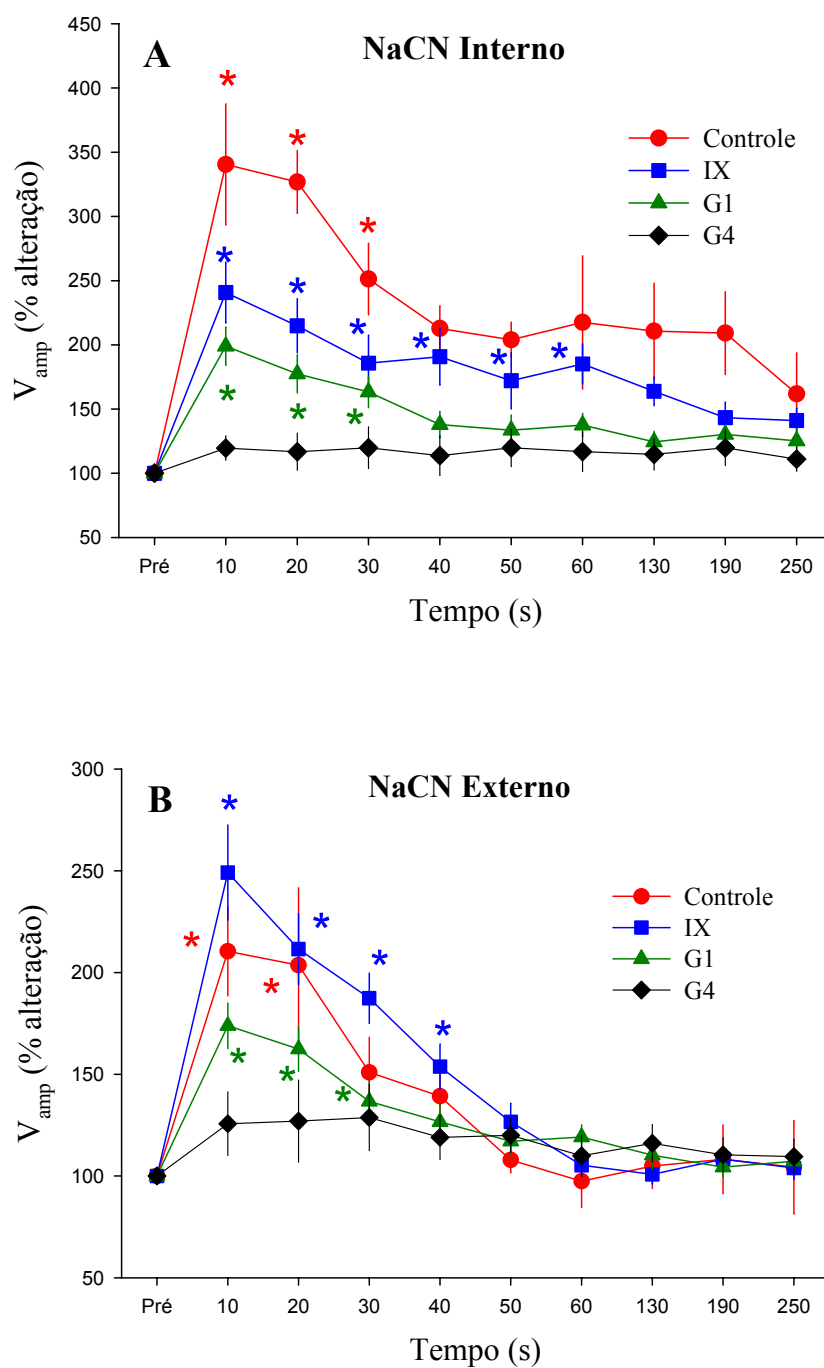 A
NaCN Interno
450
400
350
300
250
200
150
100
50
V amp (% alteração)
*
*
*
*
*
*
*
*
*
*
*
*
Controle
IX
G1
G4
Pré 10 20 30 40 50 60 130 190 250
Tempo (s)
B
NaCN Externo
300
250
200
150
100
50
V amp (% alteração)
*
*
*
*
*
*
*
*
*
Controle
IX
G1
G4
Pré 10 20 30 40 50 60 130 190 250
Tempo (s)